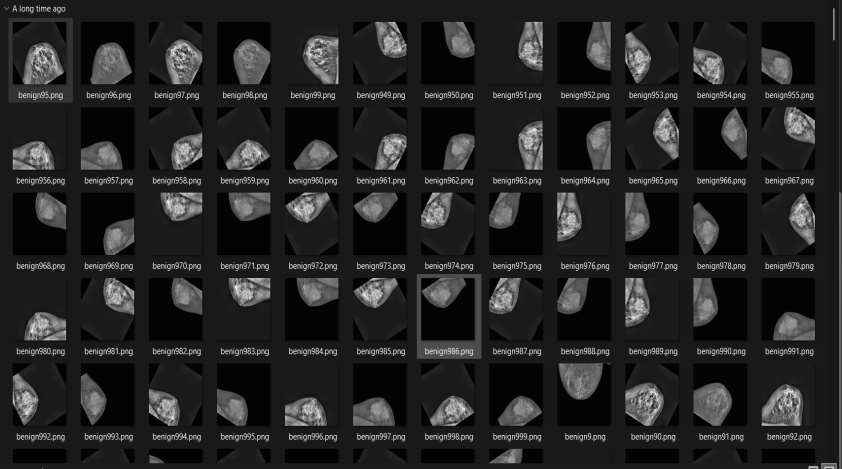 A long time ago
benign95.png benign96.png benign97.png benign98.png benign99.png benign949.png benign950.png benign951.png benign952.png benign953.png benign954.png benign955.png
benign956.png benign957.png benign958.png benign959.png benign960.png benign961.png benign962.png benign963.png benign964.png benign965.png benign966.png benign967.png
benign968.png benign969.png benign970.png benign971.png benign972.png benign973.png benign974.png benign975.png benign976.png benign977.png benign978.png benign979.png
benign980.png benign981.png benign982.png benign983.png benign984.png benign985.png benign986.png benign987.png benign988.png benign989.png benign990.png benign991.png
benign992.png benign993.png benign994.png benign995.png benign996.png benign997.png benign998.png benign999.png benign9.png benign90.png benign91.png benign92.png